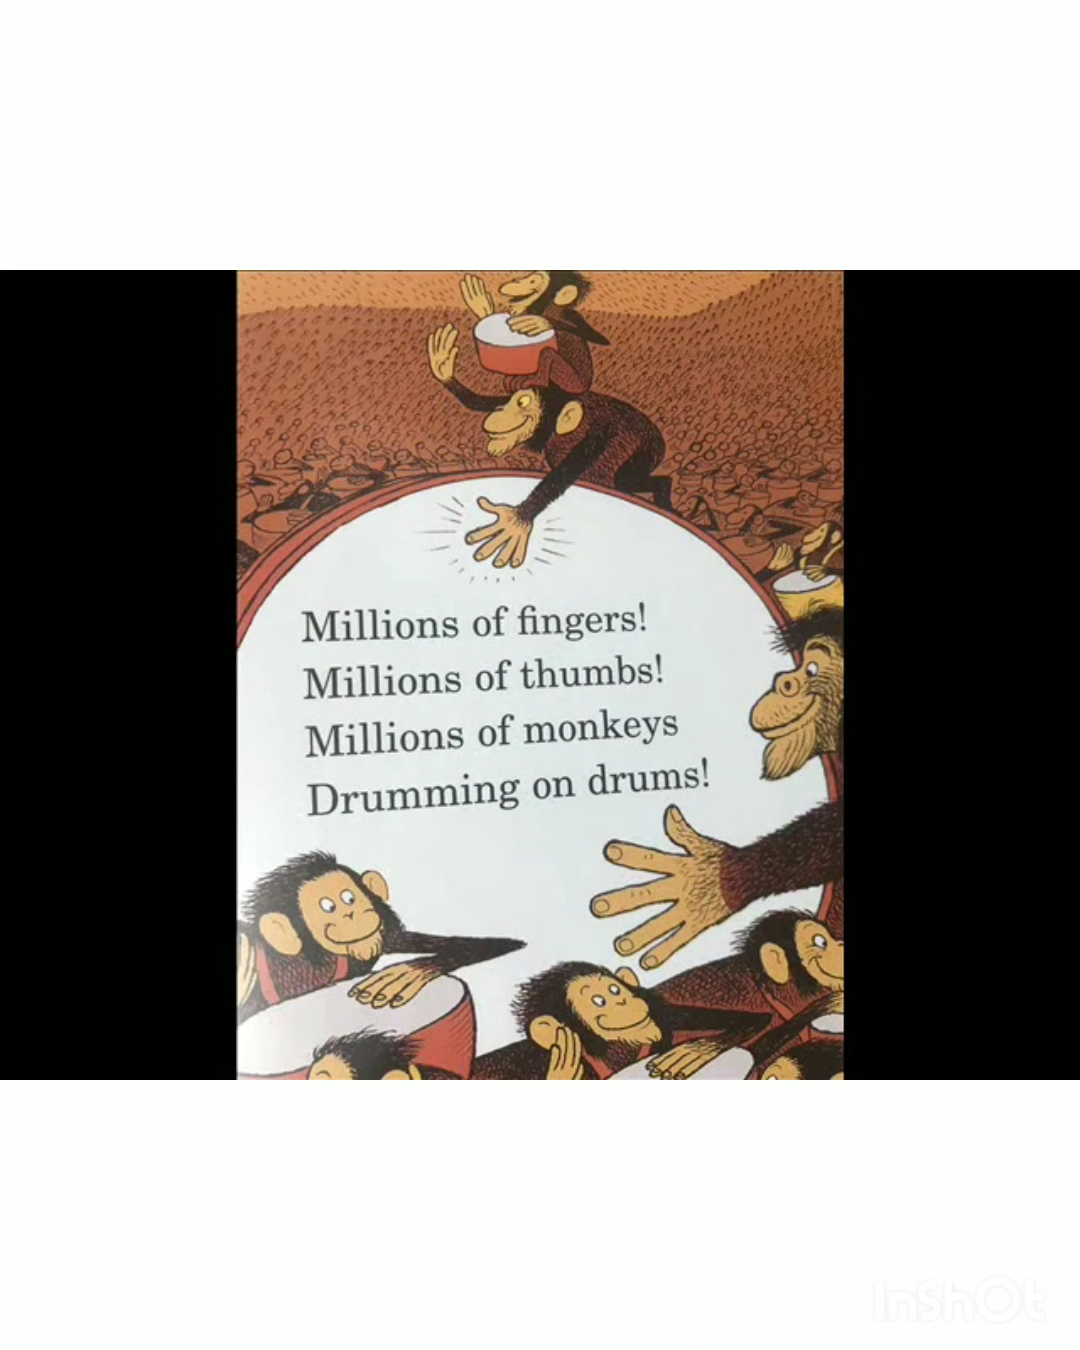 Millions of fingers!
Millions of thumbs!
Millions of monkeys
Drumming on drums!
InShOt